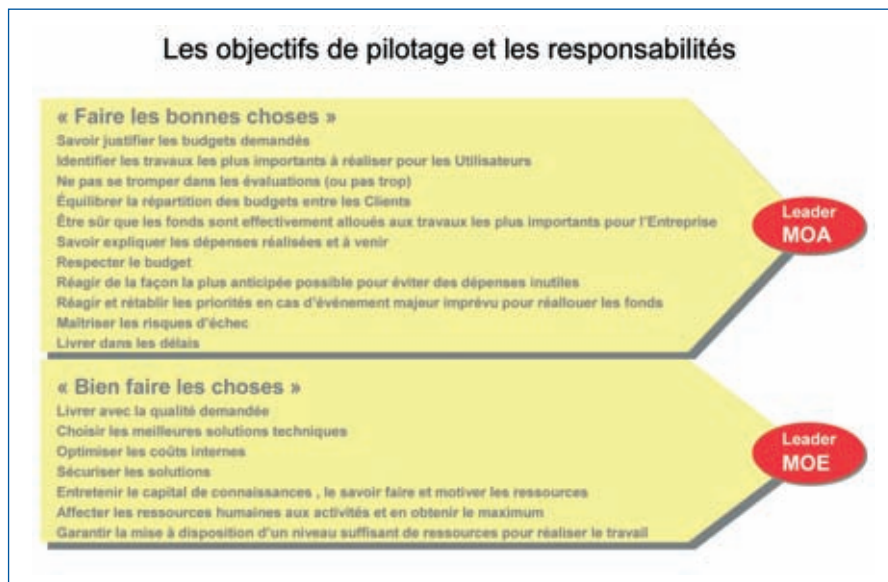 Les objectifs de pilotage et les responsabilités
« Faire les bonnes choses »
Savoir justifier les budgets demandés
Identifier les travaux les plus importants à réaliser pour les Utilisateurs
Ne pas se tromper dans les évaluations (ou pas trop)
Équilibrer la répartition des budgets entre les Clients
Être sûr que les fonds sont effectivement alloués aux travaux les plus importants pour l'Entreprise
Savoir expliquer les dépenses réalisées et à venir
Respecter le budget
Réagir de la façon la plus anticipée possible pour éviter des dépenses inutiles
Réagir et rétablir les priorités en cas d'événement majeur imprévu pour réallouer les fonds
Maîtriser les risques d'échec
Livrer dans les délais
Leader
MOA
« Bien faire les choses »
Livrer avec la qualité demandée
Choisir les meilleures solutions techniques
Optimiser les coûts internes
Sécuriser les solutions
Entretenir le capital de connaissances , le savoir faire et motiver les ressources
Affecter les ressources humaines aux activités et en obtenir le maximum
Garantir la mise à disposition d'un niveau suffisant de ressources pour réaliser le travail
Leader
MOE